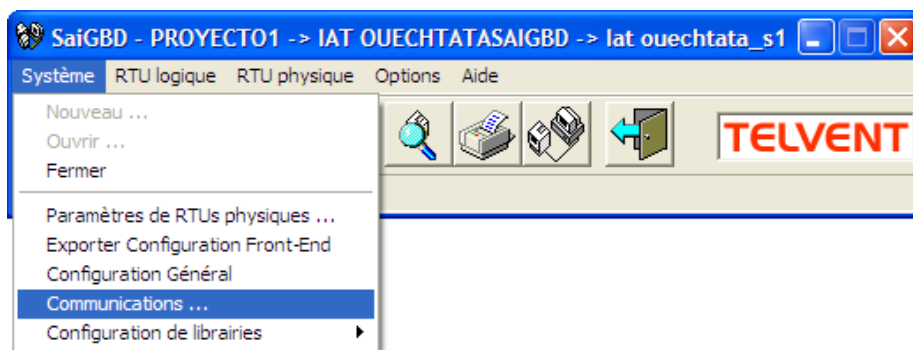 SaiGBD - PROYECTO1 -> IAT OUECHTATASAIGBD -> Iat ouechtata_s1
Système RTU logique RTU physique Options Aide
Nouveau ...
Ouvrir ...
Fermer
TELVENT
Paramètres de RTUs physiques ...
Exporter Configuration Front-End
Configuration Général
Communications ...
Configuration de librairies